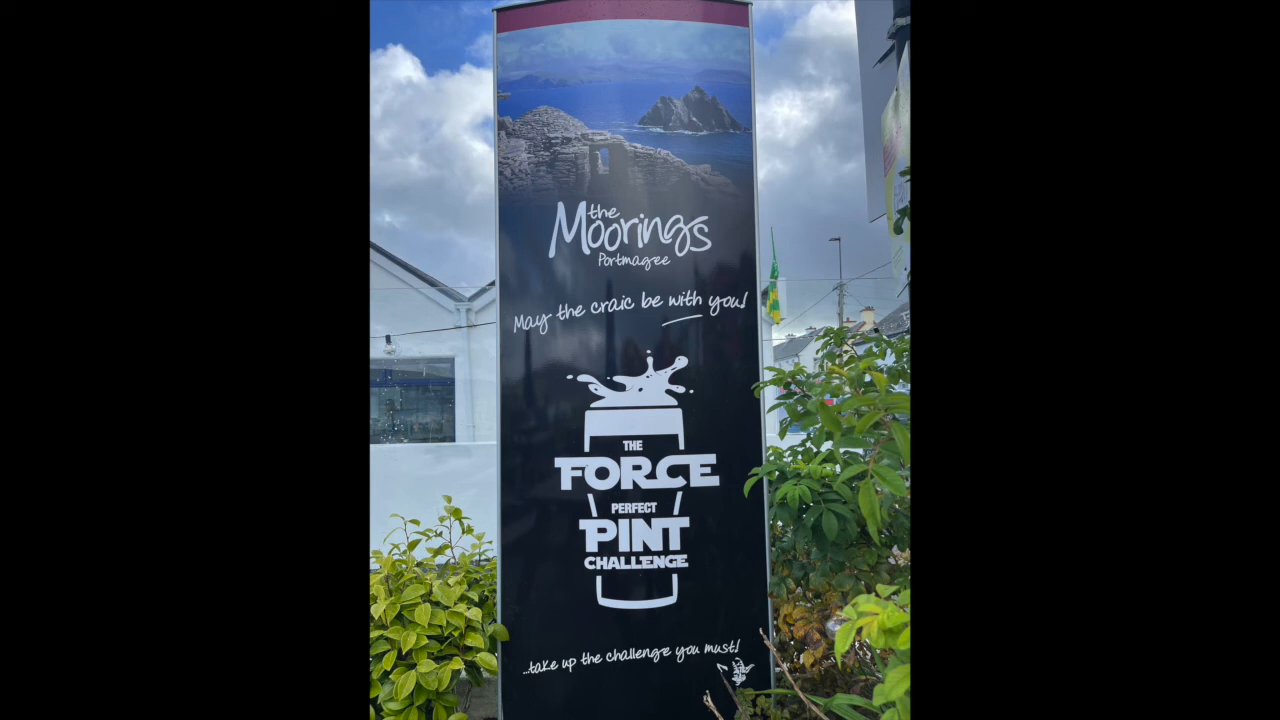 the
Moorings
Portmagee
May the craic be with you!
THE
FORCE
PERFECT
PINT
CHALLENGE
...take up the challenge you must!